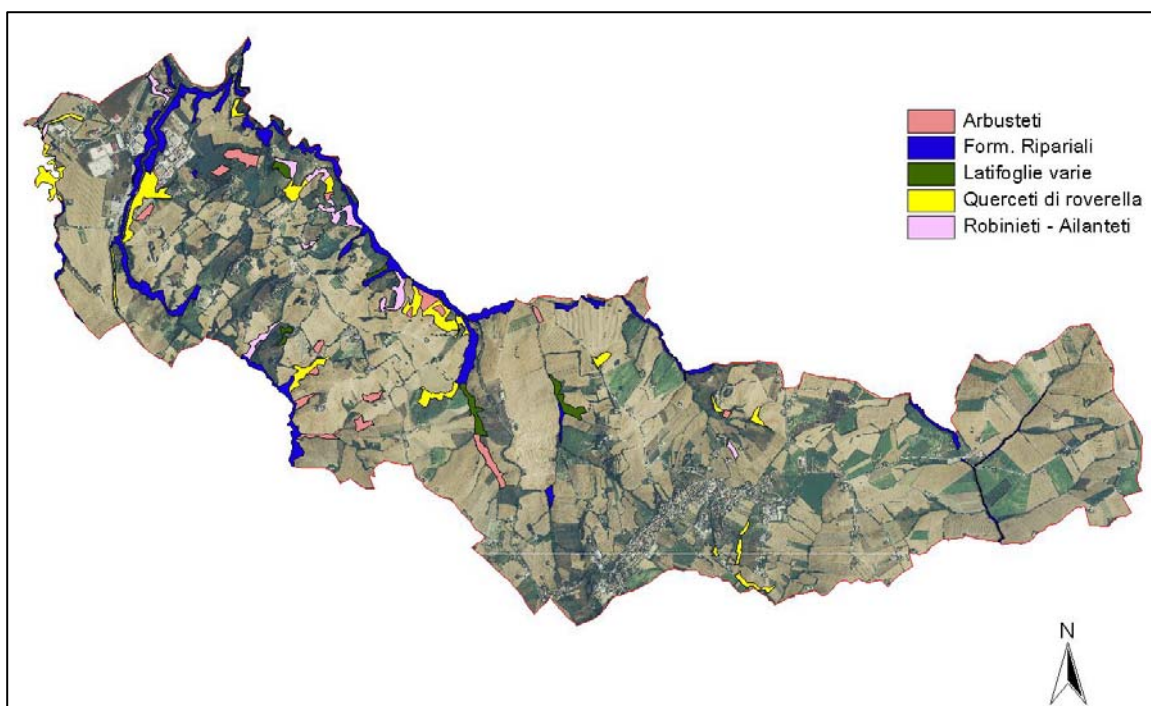 Arbusteti
Form. Ripariali
Latifoglie varie
Querceti di roverella
Robinieti - Ailanteti
N